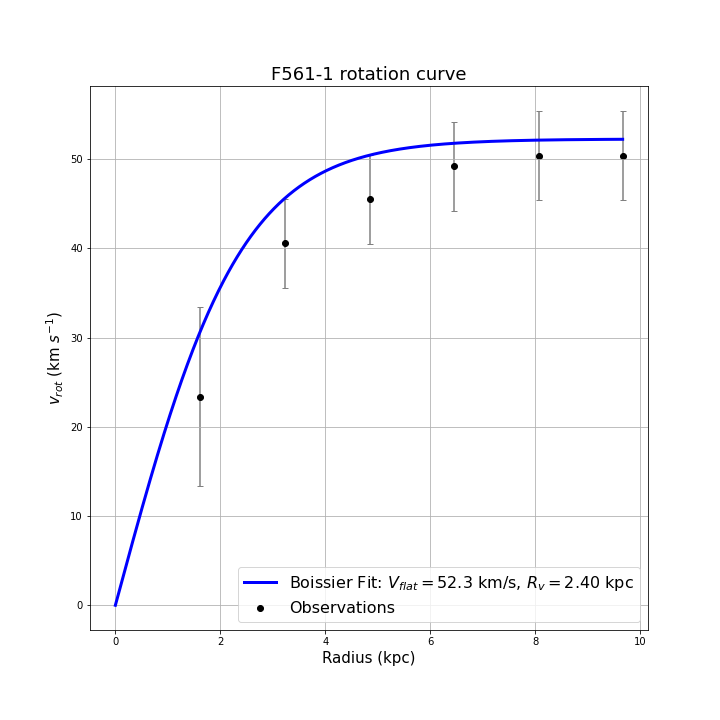 F561-1 rotation curve
50
40
30
20
10
0
v_rot (km s⁻¹)
Boissier Fit: V_flat = 52.3 km/s, R_v = 2.40 kpc
Observations
0 2 4 6 8 10
Radius (kpc)